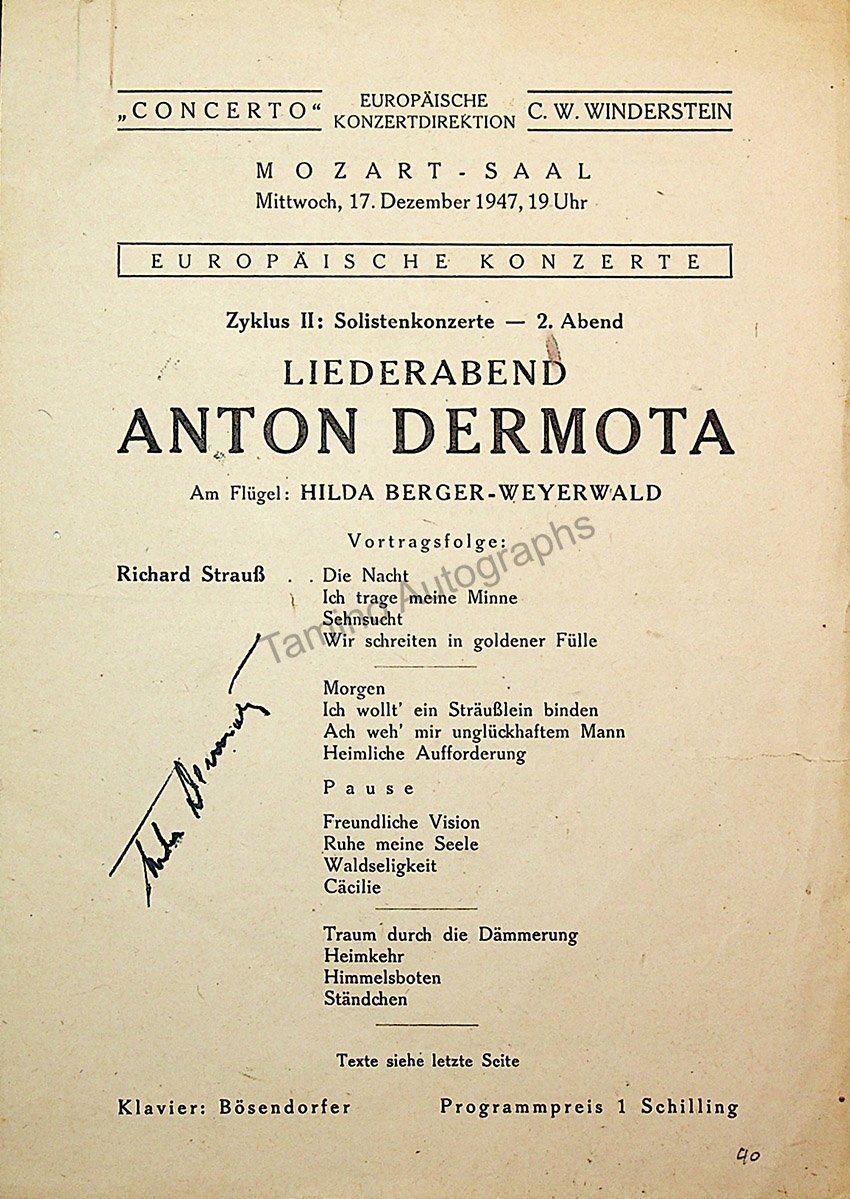 „CONCERTO“ EUROPÄISCHE KONZERTDIREKTION C. W. WINDERSTEIN
MOZART-SAAL
Mittwoch, 17. Dezember 1947, 19 Uhr
EUROPÄISCHE KONZERTE
Zyklus II: Solistenkonzerte — 2. Abend
LIEDERABEND
ANTON DERMOTA
Am Flügel: HILDA BERGER-WEYERWALD
Vortragsfolge:
Richard Strauß . . Die Nacht
Ich trage meine Minne
Sehnsucht
Wir schreiten in goldener Fülle
Morgen
Ich wollt' ein Sträußlein binden
Ach weh' mir unglückhaftem Mann
Heimliche Aufforderung
Pause
Freundliche Vision
Ruhe meine Seele
Waldseligkeit
Cäcilie
Traum durch die Dämmerung
Heimkehr
Himmelsboten
Ständchen
Texte siehe letzte Seite
Klavier: Bösendorfer Programmpreis 1 Schilling
90
Tamino Autographs